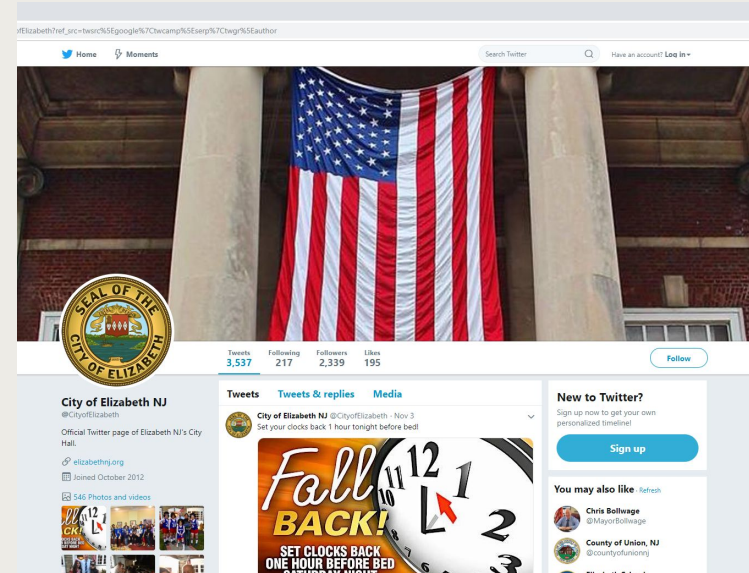 ofElizabeth?ref_src=twsrc%5Egoogle%7Ctwcamp%5Eserp%7Ctwgr%5Eauthor
Home Moments Search Twitter Have an account? Log in
SEAL OF THE CITY OF ELIZABETH
Tweets Following Followers Likes
3,537 217 2,339 195
Follow
City of Elizabeth NJ
@CityofElizabeth
Official Twitter page of Elizabeth NJ's City
Hall.
elizabethnj.org
Joined October 2012
546 Photos and videos
Tweets Tweets & replies Media
City of Elizabeth NJ @CityofElizabeth · Nov 3
Set your clocks back 1 hour tonight before bed!
Fall
BACK!
SET CLOCKS BACK
ONE HOUR BEFORE BED
SATURDAY NIGHT
11 12 1
10 2
3
New to Twitter?
Sign up now to get your own
personalized timeline!
Sign up
You may also like · Refresh
Chris Bollwage
@MayorBollwage
County of Union, NJ
@countyofunionnj